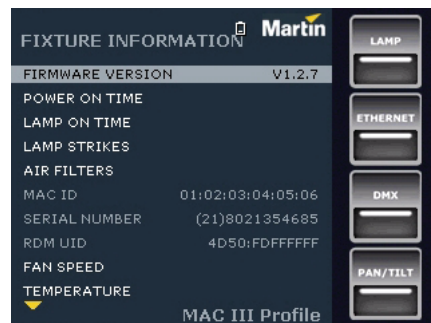 Martin
FIXTURE INFORMATION
FIRMWARE VERSION V1.2.7
POWER ON TIME
LAMP ON TIME
LAMP STRIKES
AIR FILTERS
MAC ID 01:02:03:04:05:06
SERIAL NUMBER (21)8021354685
RDM UID 4D50:FDFFFFFF
FAN SPEED
TEMPERATURE
MAC III Profile
LAMP
ETHERNET
DMX
PAN/TILT